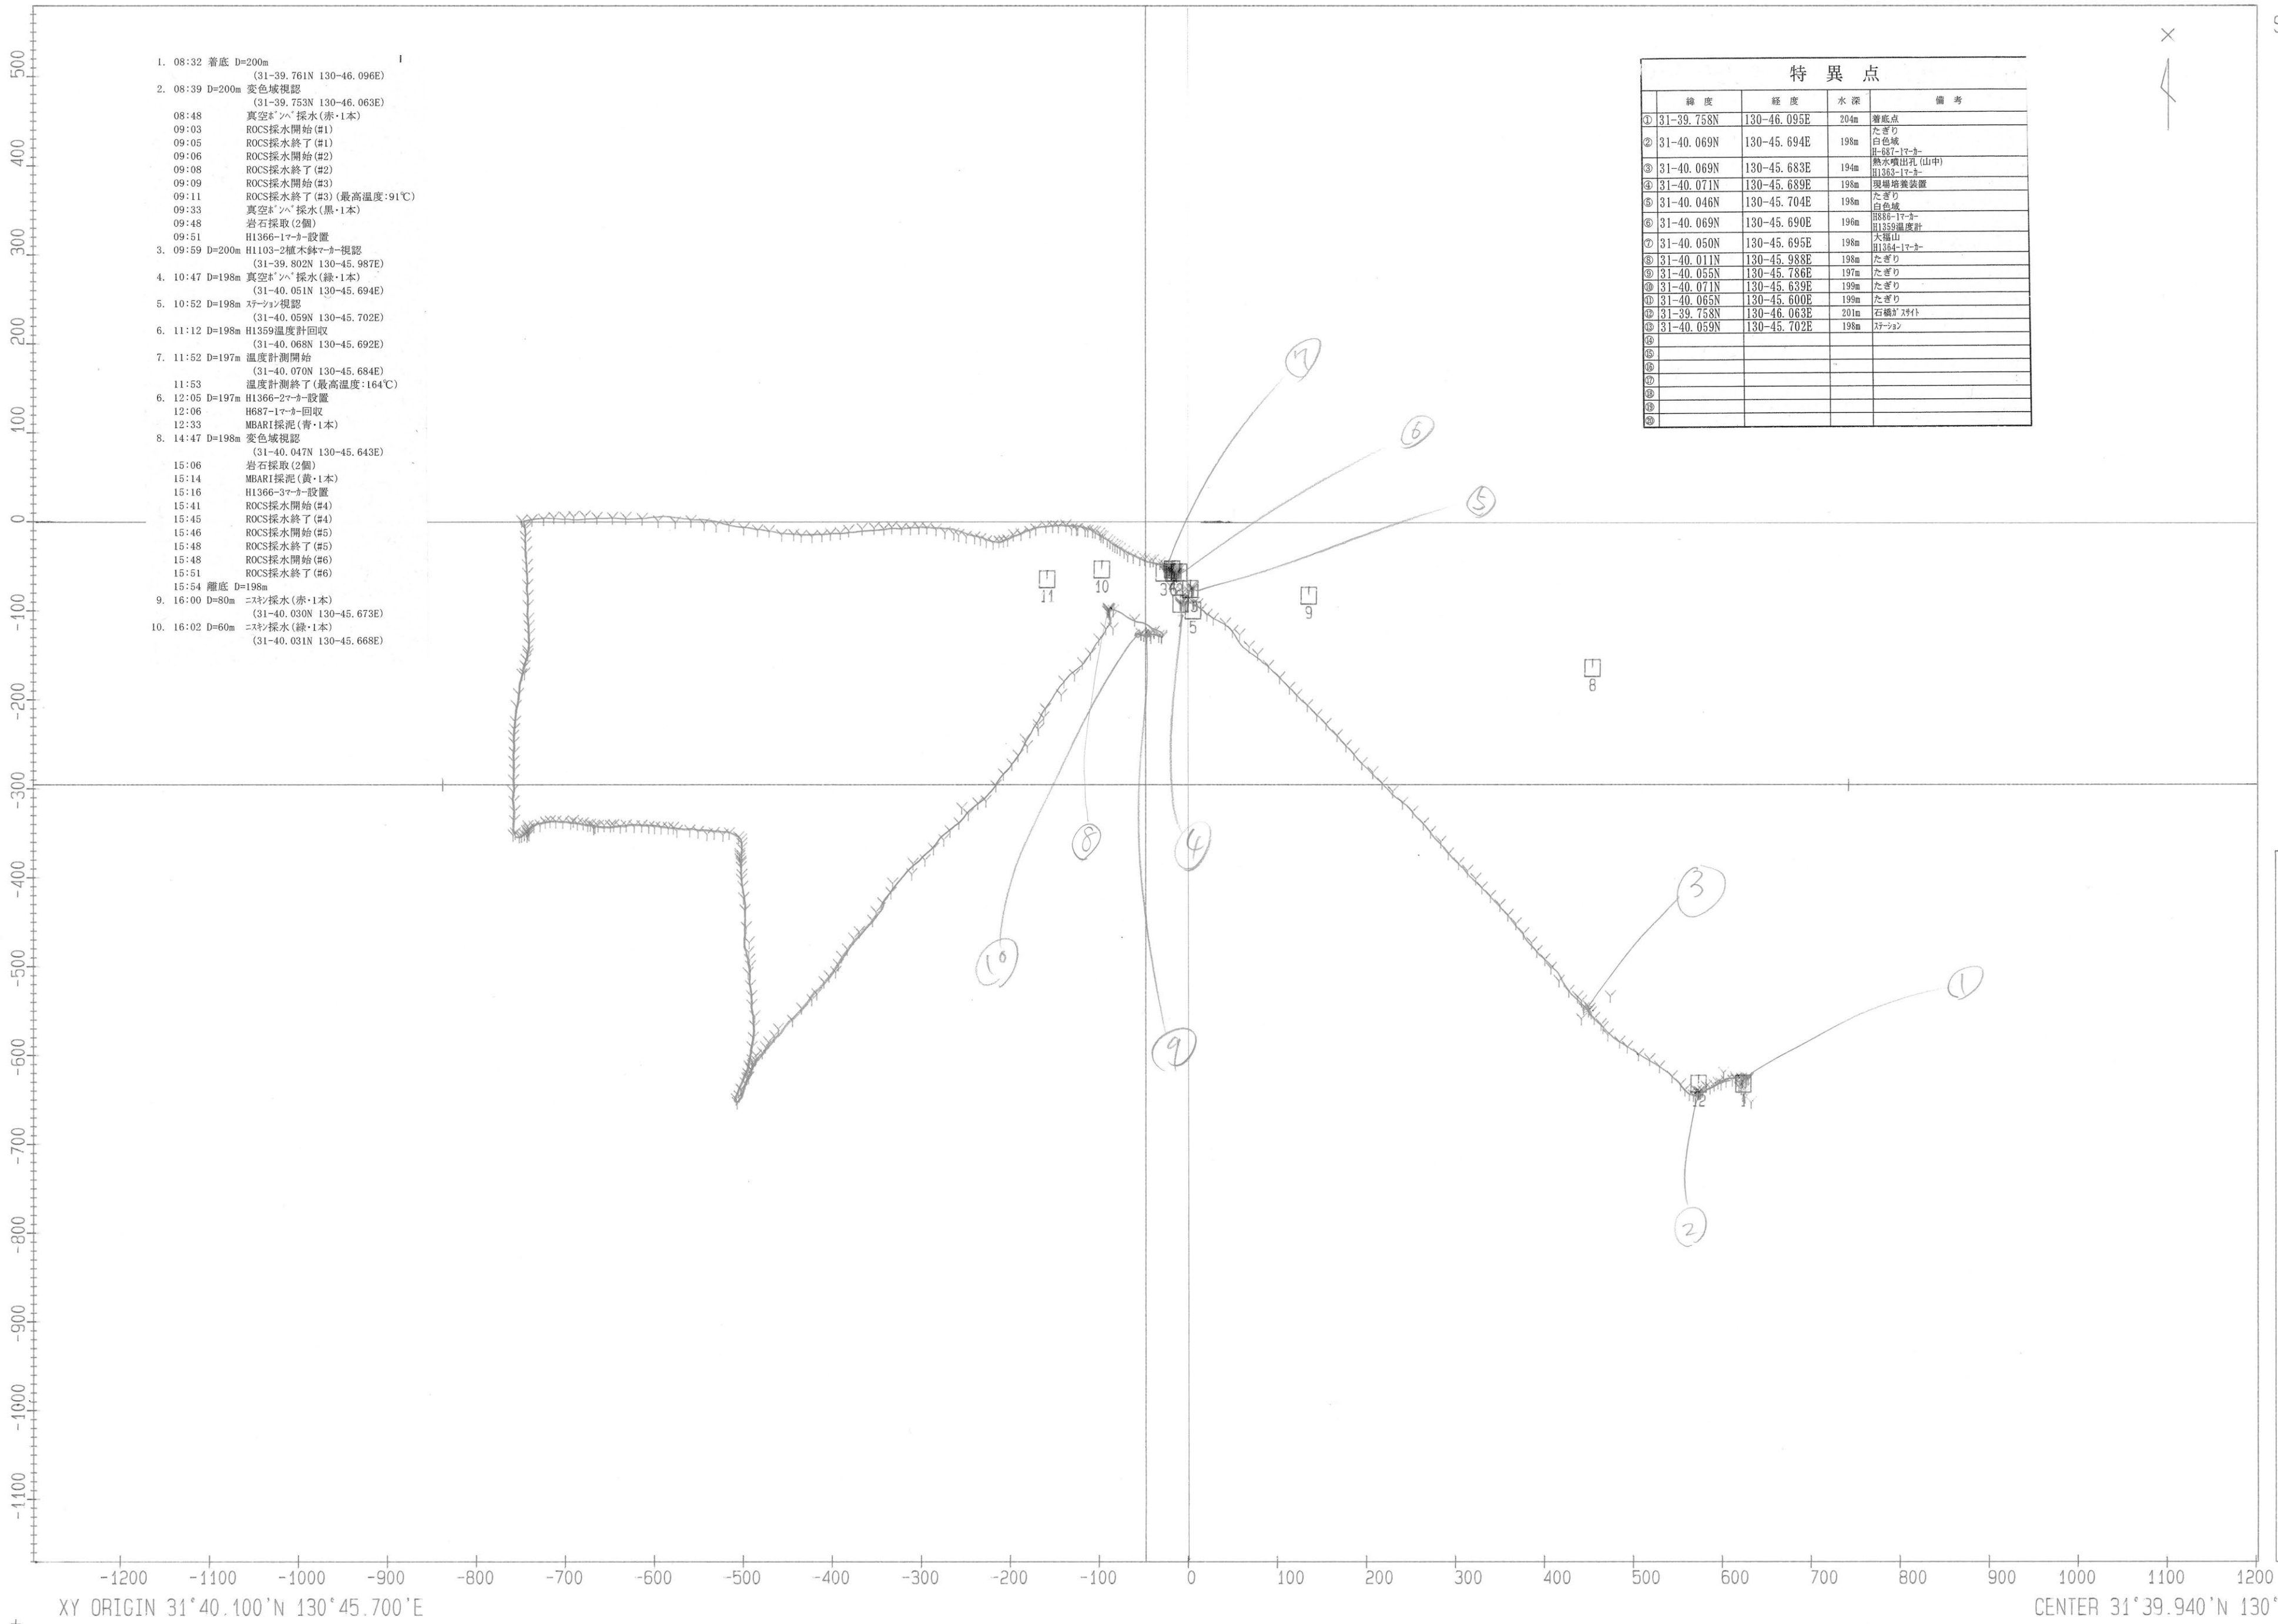 1. 08:32 着底 D=200m
(31-39.761N 130-46.096E)
2. 08:39 D=200m 変色域視認
(31-39.753N 130-46.063E)
08:48 真空ﾎﾞﾝﾍﾞ採水(赤･1本)
09:03 ROCS採水開始(#1)
09:05 ROCS採水終了(#1)
09:06 ROCS採水開始(#2)
09:08 ROCS採水終了(#2)
09:09 ROCS採水開始(#3)
09:11 ROCS採水終了(#3)(最高温度:91℃)
09:33 真空ﾎﾞﾝﾍﾞ採水(黒･1本)
09:48 岩石採取(2個)
09:51 H1366-1ﾏｰｶｰ設置
3. 09:59 D=200m H1103-2植木鉢ﾏｰｶｰ視認
(31-39.802N 130-45.987E)
4. 10:47 D=198m 真空ﾎﾞﾝﾍﾞ採水(緑･1本)
(31-40.051N 130-45.694E)
5. 10:52 D=198m ｽﾃｰｼｮﾝ視認
(31-40.059N 130-45.702E)
6. 11:12 D=198m H1359温度計回収
(31-40.068N 130-45.692E)
7. 11:52 D=197m 温度計測開始
(31-40.070N 130-45.684E)
11:53 温度計測終了(最高温度:164℃)
6. 12:05 D=197m H1366-2ﾏｰｶｰ設置
12:06 H687-1ﾏｰｶｰ回収
12:33 MBARI採泥(青･1本)
8. 14:47 D=198m 変色域視認
(31-40.047N 130-45.643E)
15:06 岩石採取(2個)
15:14 MBARI採泥(黄･1本)
15:16 H1366-3ﾏｰｶｰ設置
15:41 ROCS採水開始(#4)
15:45 ROCS採水終了(#4)
15:46 ROCS採水開始(#5)
15:48 ROCS採水終了(#5)
15:48 ROCS採水開始(#6)
15:51 ROCS採水終了(#6)
15:54 離底 D=198m
9. 16:00 D=80m ﾆｽｷﾝ採水(赤･1本)
(31-40.030N 130-45.673E)
10. 16:02 D=60m ﾆｽｷﾝ採水(緑･1本)
(31-40.031N 130-45.668E)
特 異 点
緯 度 経 度 水 深 備 考
① 31-39.758N 130-46.095E 204m 着底点
② 31-40.069N 130-45.694E 198m たぎり
白色域
H-687-1ﾏｰｶｰ
③ 31-40.069N 130-45.683E 194m 熱水噴出孔(山中)
H1363-1ﾏｰｶｰ
④ 31-40.071N 130-45.689E 198m 現場培養装置
⑤ 31-40.046N 130-45.704E 198m たぎり
白色域
⑥ 31-40.069N 130-45.690E 196m H886-1ﾏｰｶｰ
H1359温度計
⑦ 31-40.050N 130-45.695E 198m 大福山
H1364-1ﾏｰｶｰ
⑧ 31-40.011N 130-45.988E 198m たぎり
⑨ 31-40.055N 130-45.786E 197m たぎり
⑩ 31-40.071N 130-45.639E 199m たぎり
⑪ 31-40.065N 130-45.600E 199m たぎり
⑫ 31-39.758N 130-46.063E 201m 石橋ｶﾞｽｻｲﾄ
⑬ 31-40.059N 130-45.702E 198m ｽﾃｰｼｮﾝ
⑭
⑮
⑯
⑰
⑱
⑲
⑳
500
400
300
200
100
0
-100
-200
-300
-400
-500
-600
-700
-800
-900
-1000
-1100
⑦
⑥
⑤
11
10
9
5
8
⑧
④
③
⑩
⑨
①
12
②
-1200 -1100 -1000 -900 -800 -700 -600 -500 -400 -300 -200 -100 0 100 200 300 400 500 600 700 800 900 1000 1100 1200
XY ORIGIN 31°40.100'N 130°45.700'E
CENTER 31°39.940'N 130°